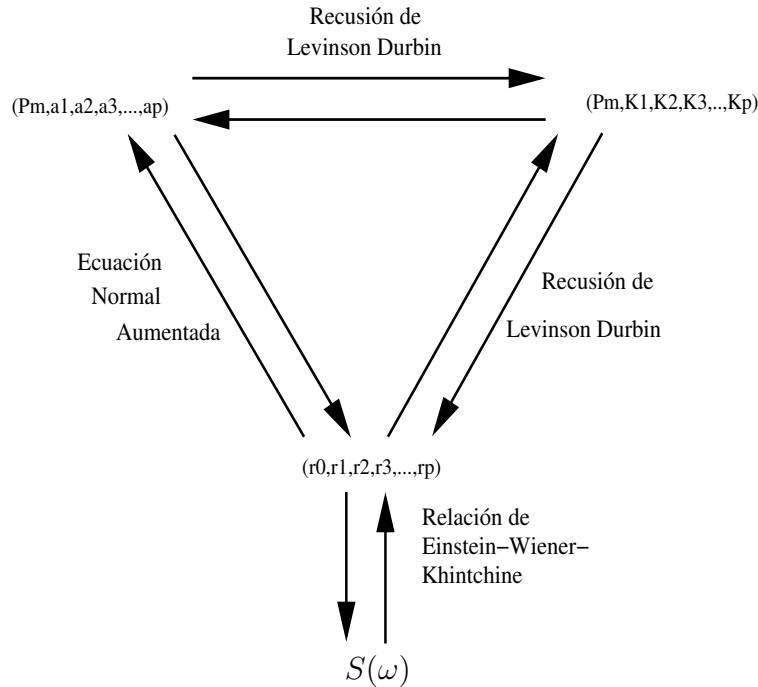 Recusión de
Levinson Durbin
(Pm,a1,a2,a3,...,ap)
(Pm,K1,K2,K3,..,Kp)
Ecuación
Normal
Aumentada
Recusión de
Levinson Durbin
(r0,r1,r2,r3,...,rp)
Relación de
Einstein−Wiener−
Khintchine
S(ω)